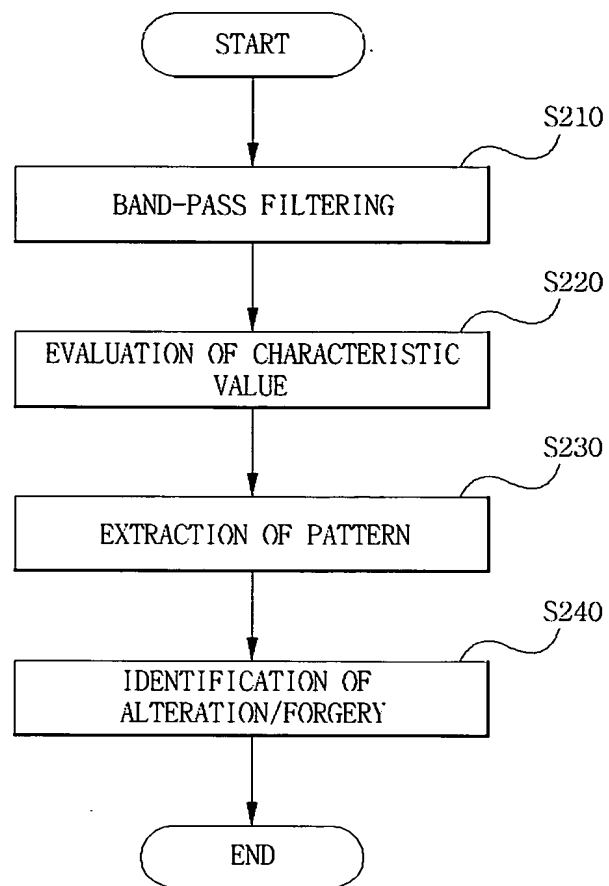 START
S210
BAND-PASS FILTERING
S220
EVALUATION OF CHARACTERISTIC
VALUE
S230
EXTRACTION OF PATTERN
S240
IDENTIFICATION OF
ALTERATION/FORGERY
END